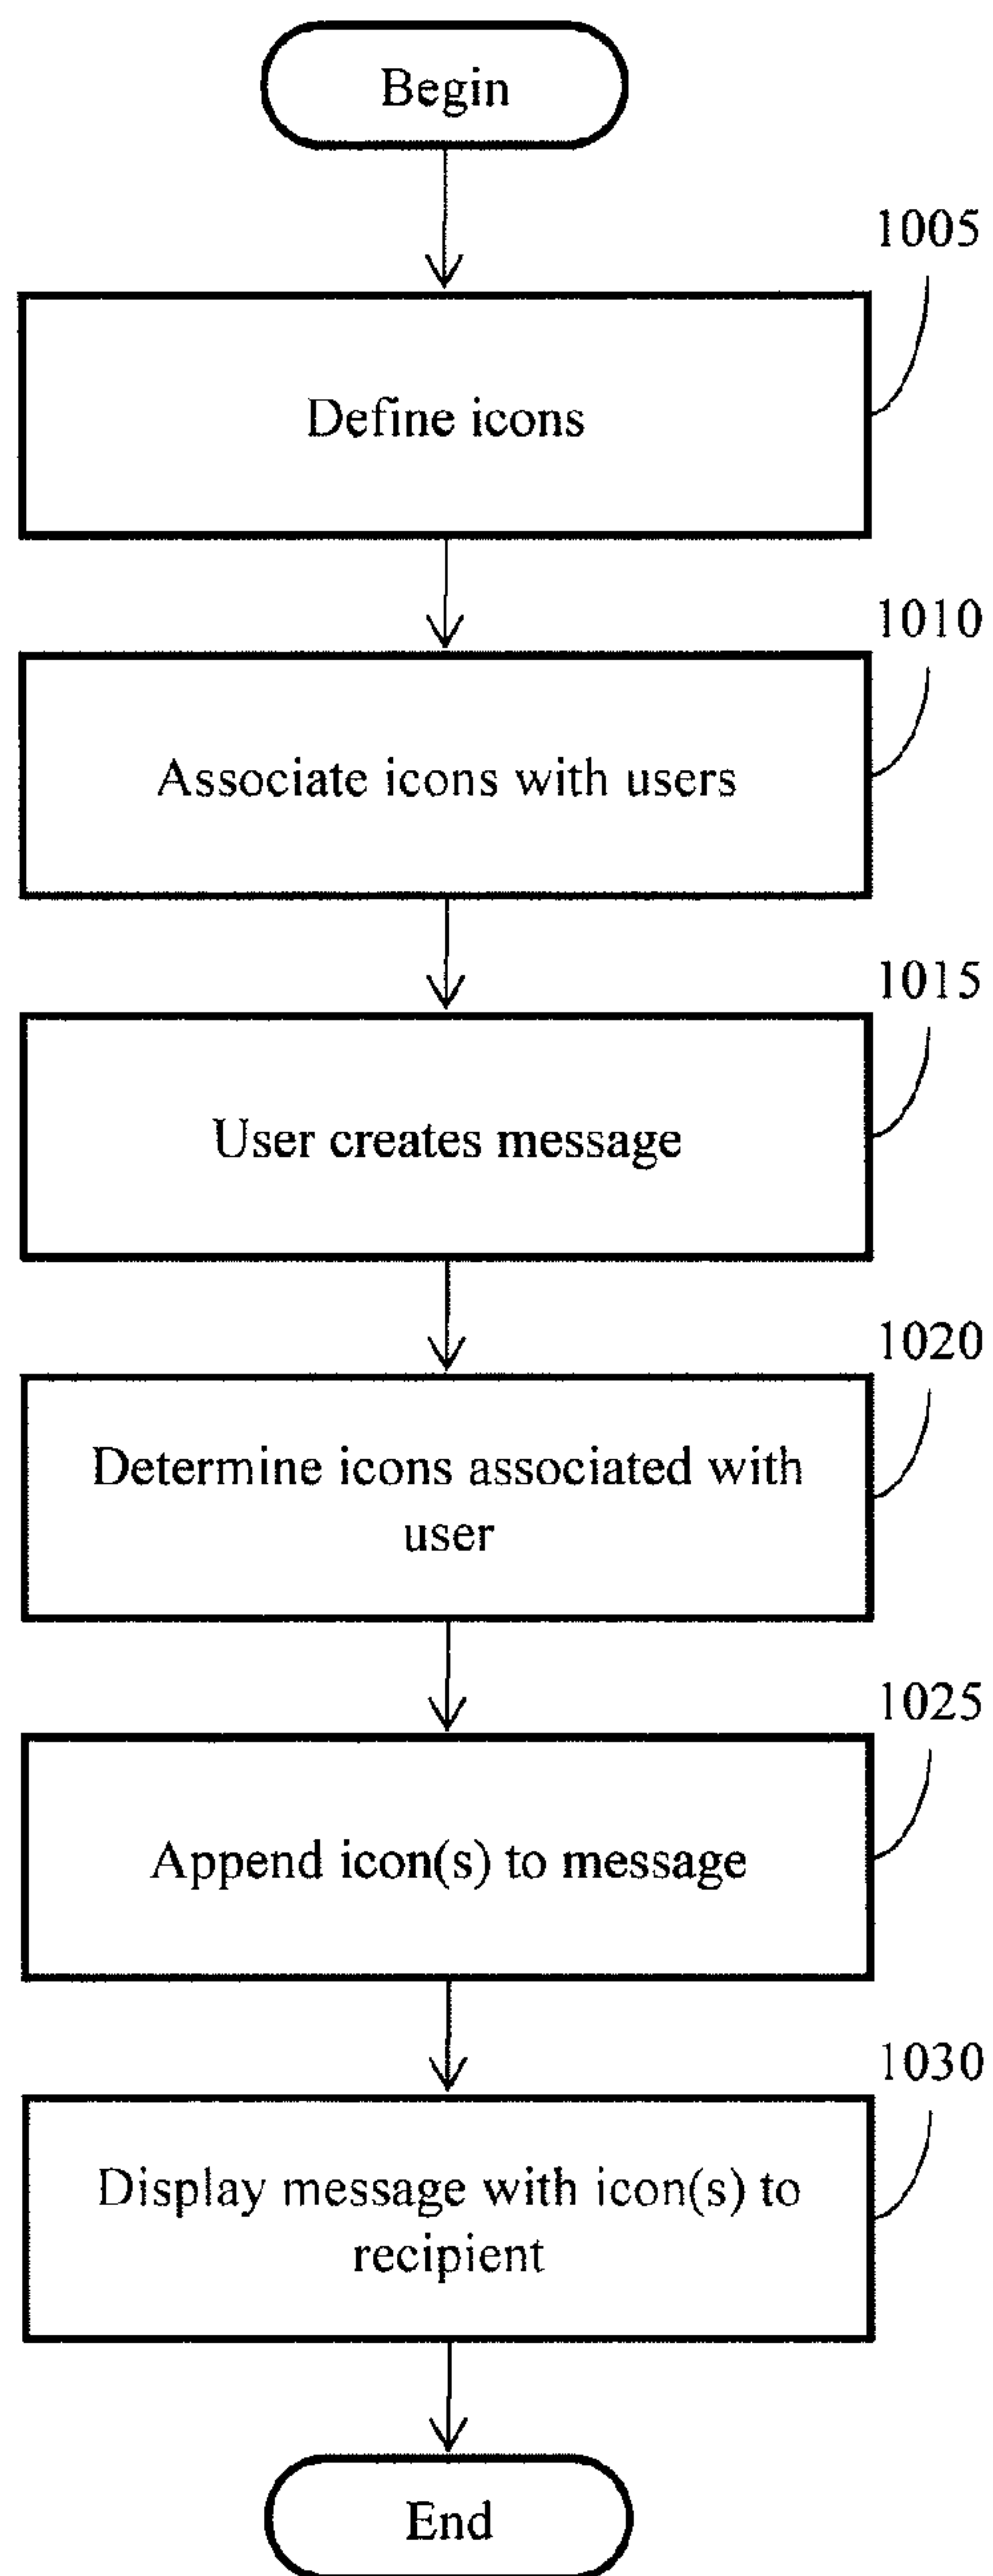 Begin
1005
Define icons
1010
Associate icons with users
1015
User creates message
1020
Determine icons associated with
user
1025
Append icon(s) to message
1030
Display message with icon(s) to
recipient
End